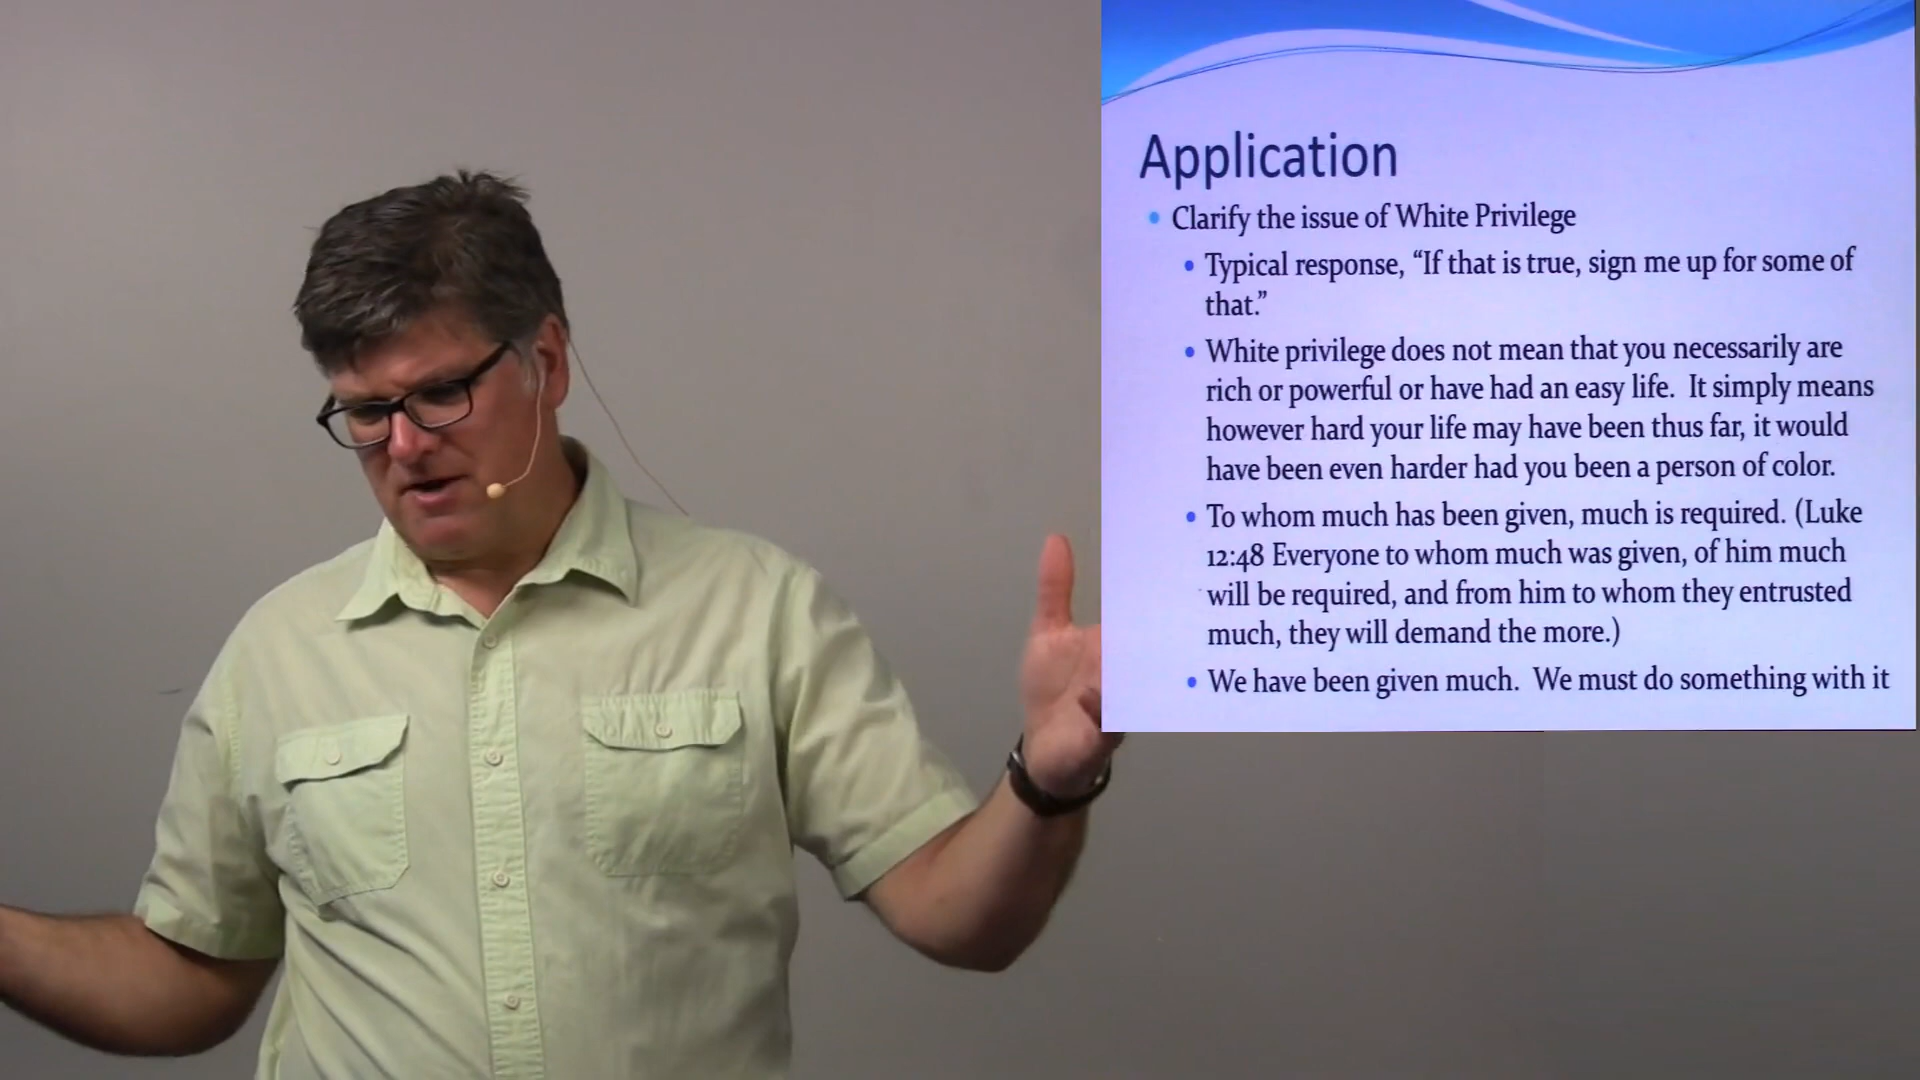 Application
Clarify the issue of White Privilege
Typical response, “If that is true, sign me up for some of
that.”
White privilege does not mean that you necessarily are
rich or powerful or have had an easy life. It simply means
however hard your life may have been thus far, it would
have been even harder had you been a person of color.
To whom much has been given, much is required. (Luke
12:48 Everyone to whom much was given, of him much
will be required, and from him to whom they entrusted
much, they will demand the more.)
We have been given much. We must do something with it